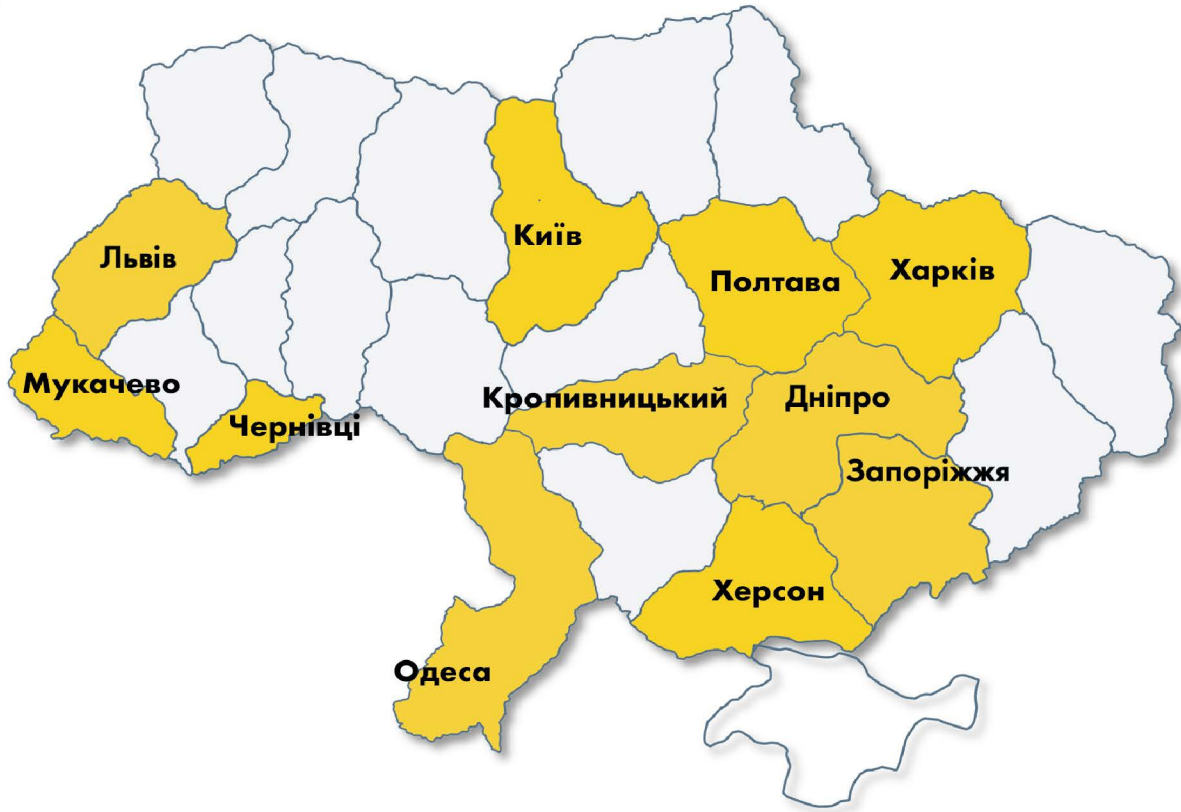 Київ
Львів
Харків
Полтава
Мукачево
Кропивницький
Дніпро
Чернівці
Запоріжжя
Херсон
Одеса